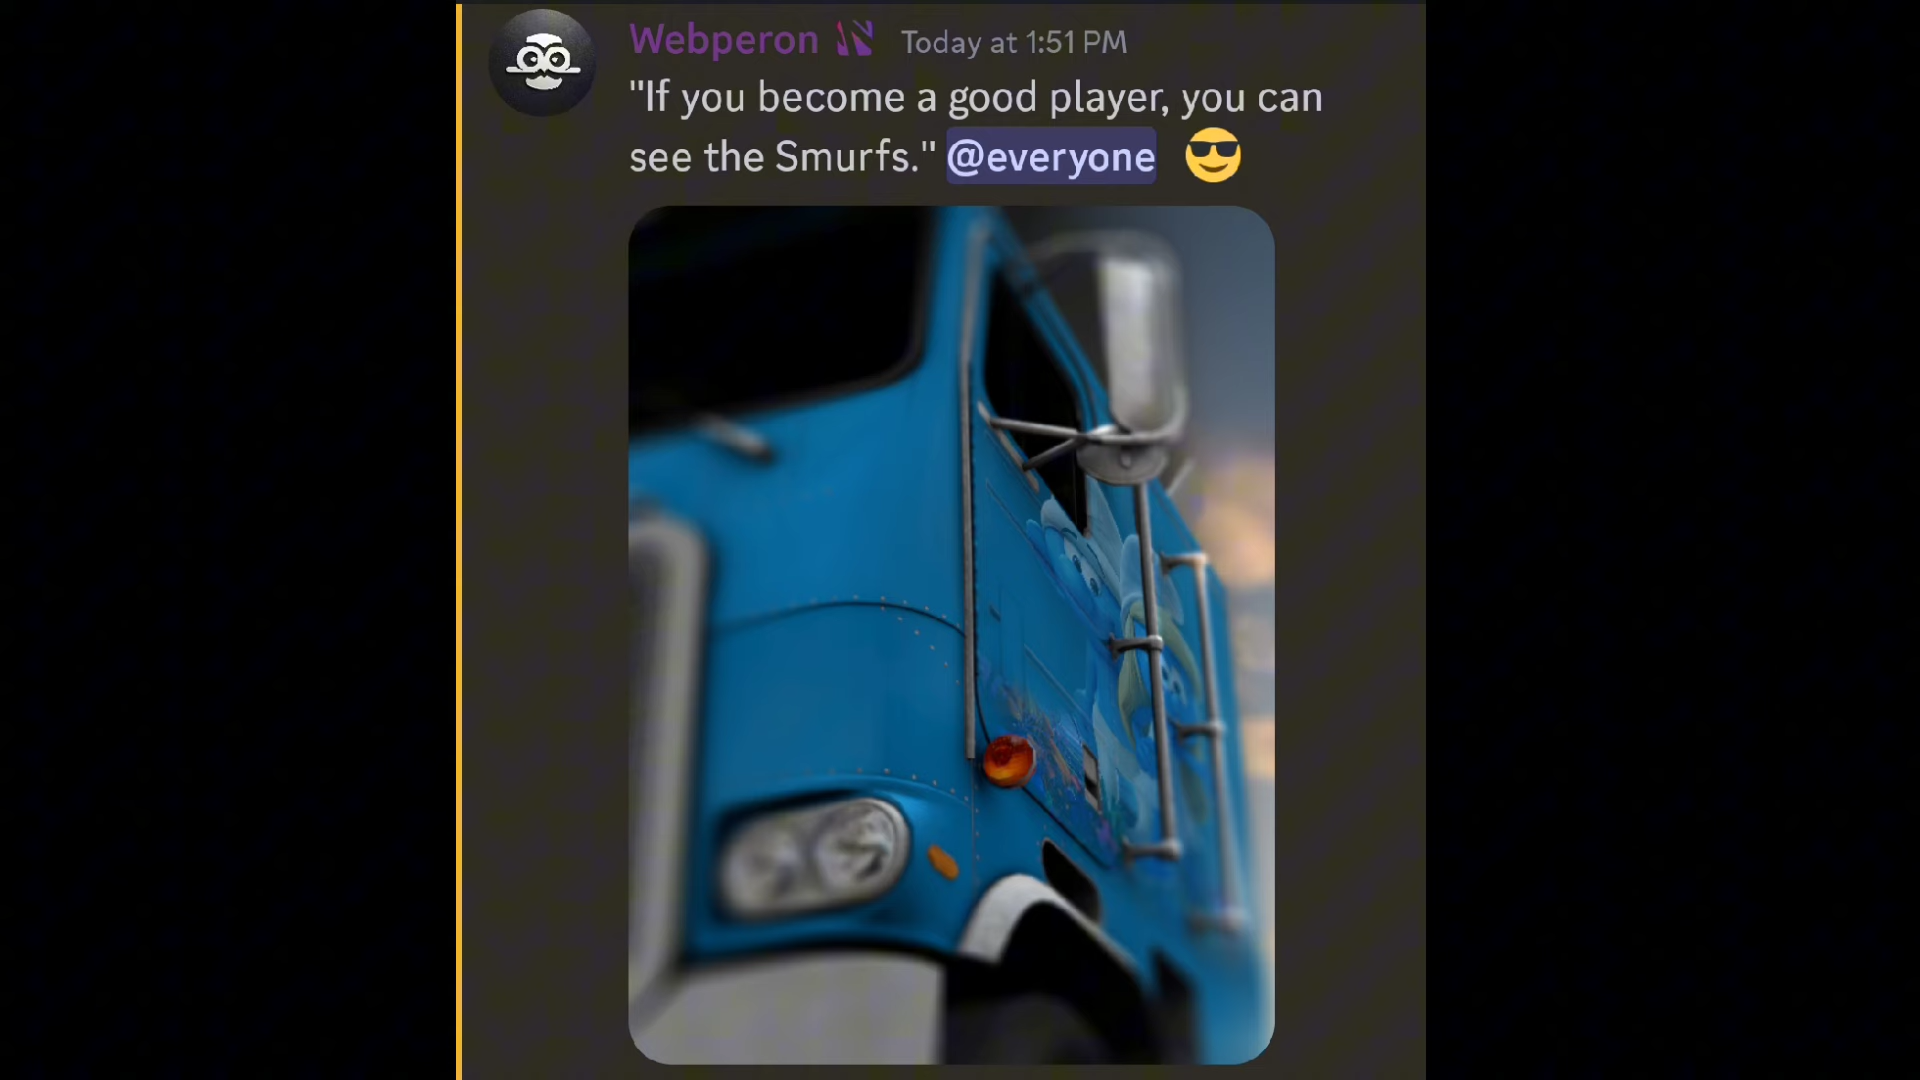 Webperon Today at 1:51 PM
"If you become a good player, you can
see the Smurfs." @everyone 😎